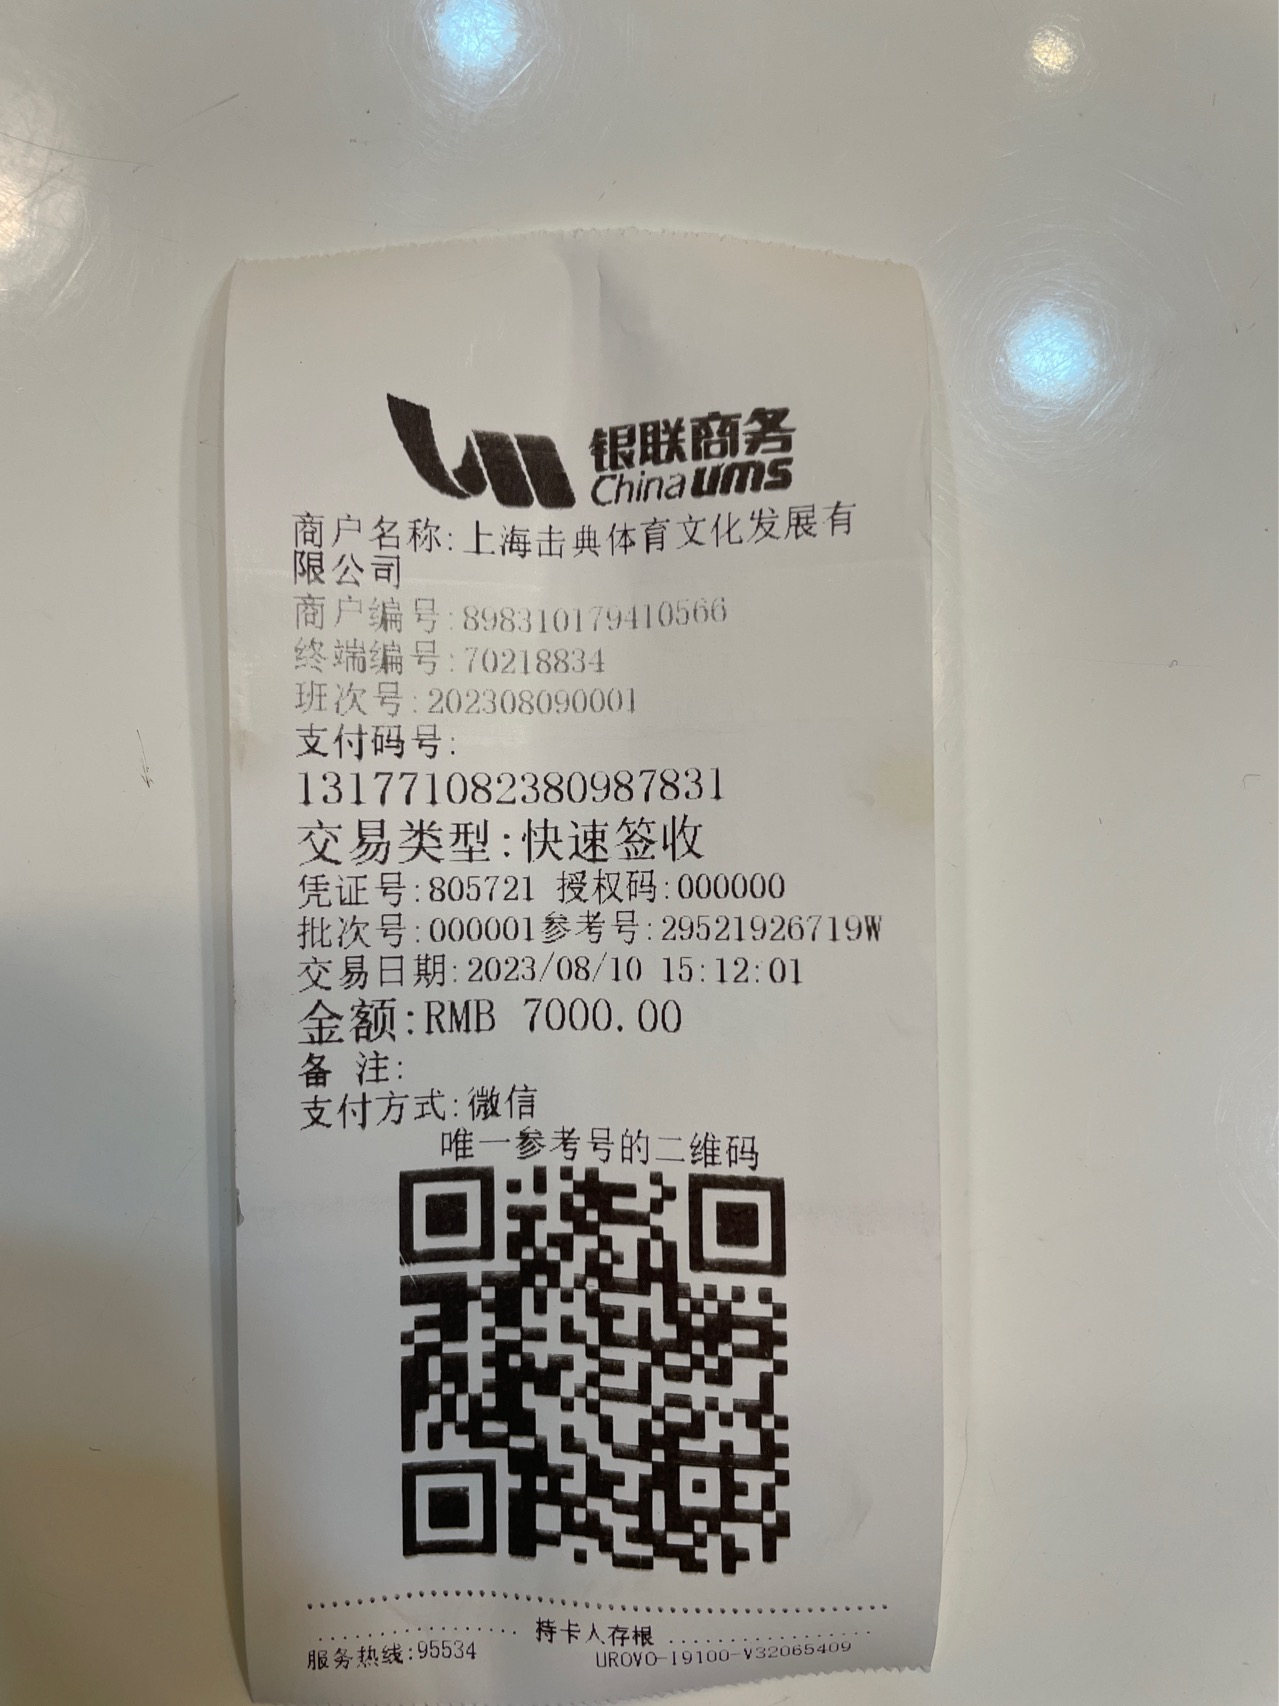 银联商务
Chinaums
商户名称:上海击典体育文化发展有
限公司
商户编号:898310179410566
终端编号:70218834
班次号:202308090001
支付码号:
131771082380987831
交易类型:快速签收
凭证号:805721 授权码:000000
批次号:000001参考号:29521926719W
交易日期:2023/08/10 15:12:01
金额:RMB 7000.00
备 注:
支付方式:微信
唯一参考号的二维码
持卡人存根
服务热线:95534 UROVO-I9100-V32065409